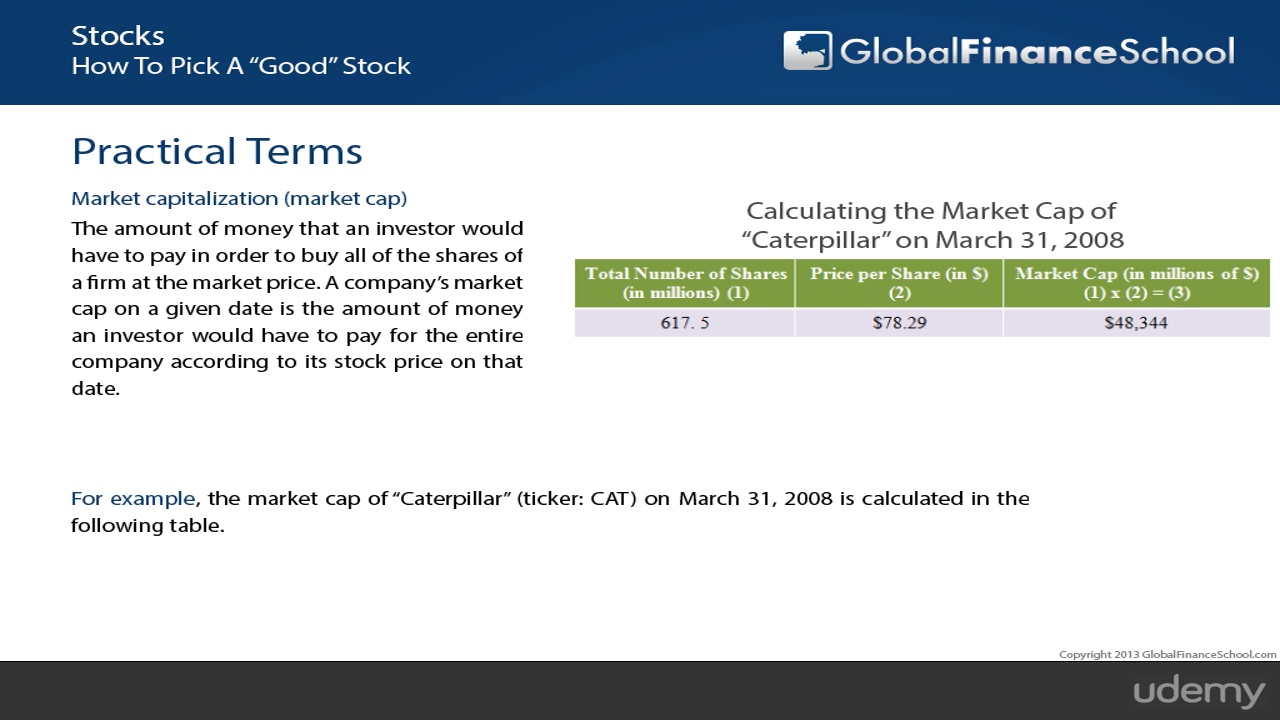 Stocks
How To Pick A “Good” Stock
GlobalFinanceSchool
Practical Terms
Market capitalization (market cap)
The amount of money that an investor would
have to pay in order to buy all of the shares of
a firm at the market price. A company’s market
cap on a given date is the amount of money
an investor would have to pay for the entire
company according to its stock price on that
date.
Calculating the Market Cap of
“Caterpillar” on March 31, 2008
Total Number of Shares (in millions) (1)
Price per Share (in $) (2)
Market Cap (in millions of $) (1) x (2) = (3)
617. 5
$78.29
$48,344
For example, the market cap of “Caterpillar” (ticker: CAT) on March 31, 2008 is calculated in the
following table.
Copyright 2013 GlobalFinanceSchool.com
udemy